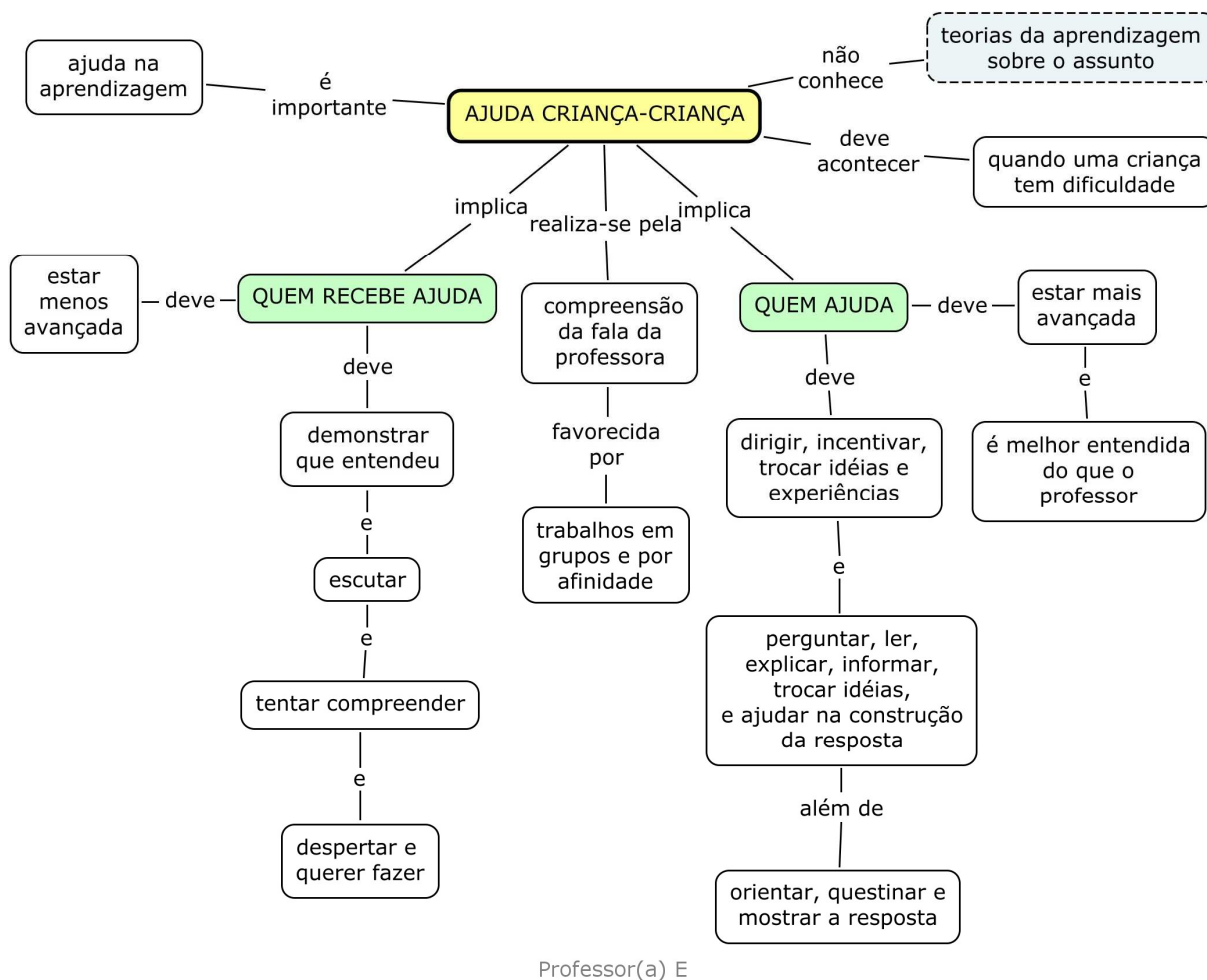 teorias da aprendizagem
sobre o assunto
não
conhece
ajuda na
aprendizagem
é
importante
AJUDA CRIANÇA-CRIANÇA
deve
acontecer
quando uma criança
tem dificuldade
implica
realiza-se pela
implica
estar
menos
avançada
deve
QUEM RECEBE AJUDA
compreensão
da fala da
professora
QUEM AJUDA
deve
estar mais
avançada
deve
demonstrar
que entendeu
e
escutar
e
tentar compreender
e
despertar e
querer fazer
favorecida
por
trabalhos em
grupos e por
afinidade
deve
dirigir, incentivar,
trocar idéias e
experiências
e
perguntar, ler,
explicar, informar,
trocar idéias,
e ajudar na construção
da resposta
além de
orientar, questinar e
mostrar a resposta
e
é melhor entendida
do que o
professor
Professor(a) E